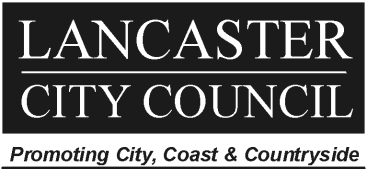 LANCASTER
CITY COUNCIL
Promoting City, Coast & Countryside